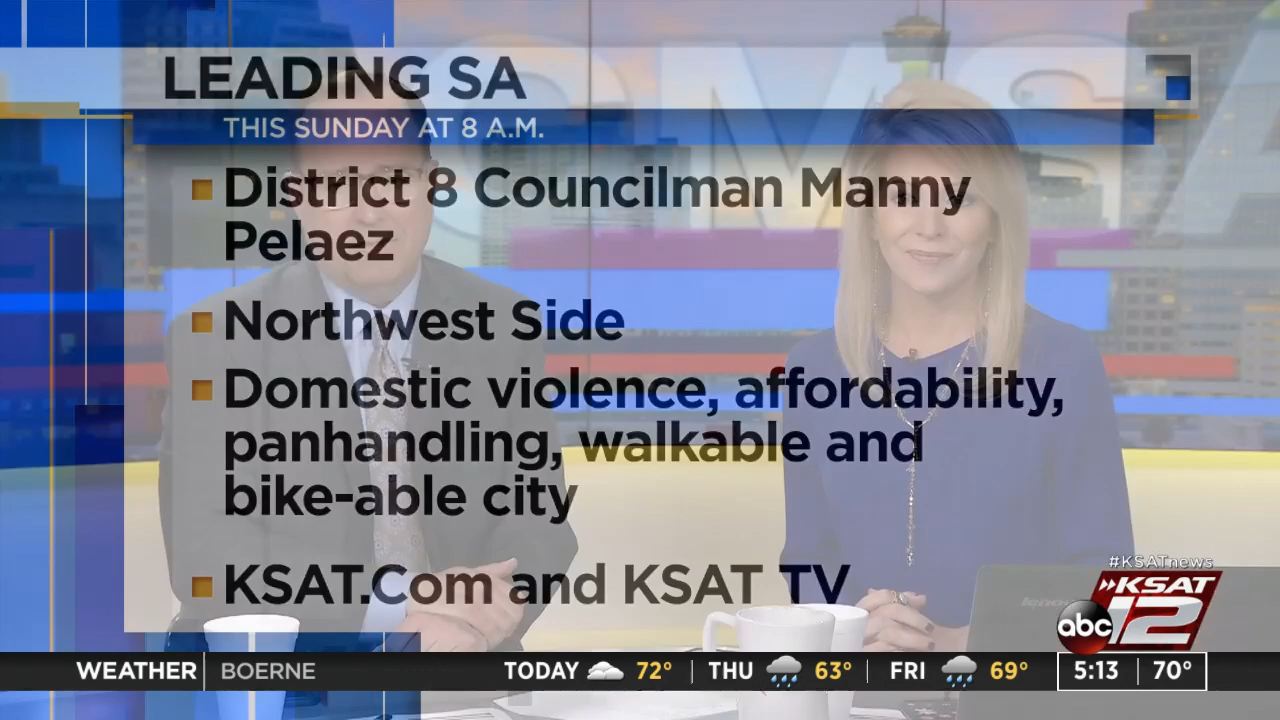 LEADING SA
THIS SUNDAY AT 8 A.M.
District 8 Councilman Manny
Pelaez
Northwest Side
Domestic violence, affordability,
panhandling, walkable and
bike-able city
KSAT.Com and KSAT TV
#KSATnews
KSAT
abc 12
WEATHER BOERNE TODAY 72° THU 63° FRI 69° 5:13 70°